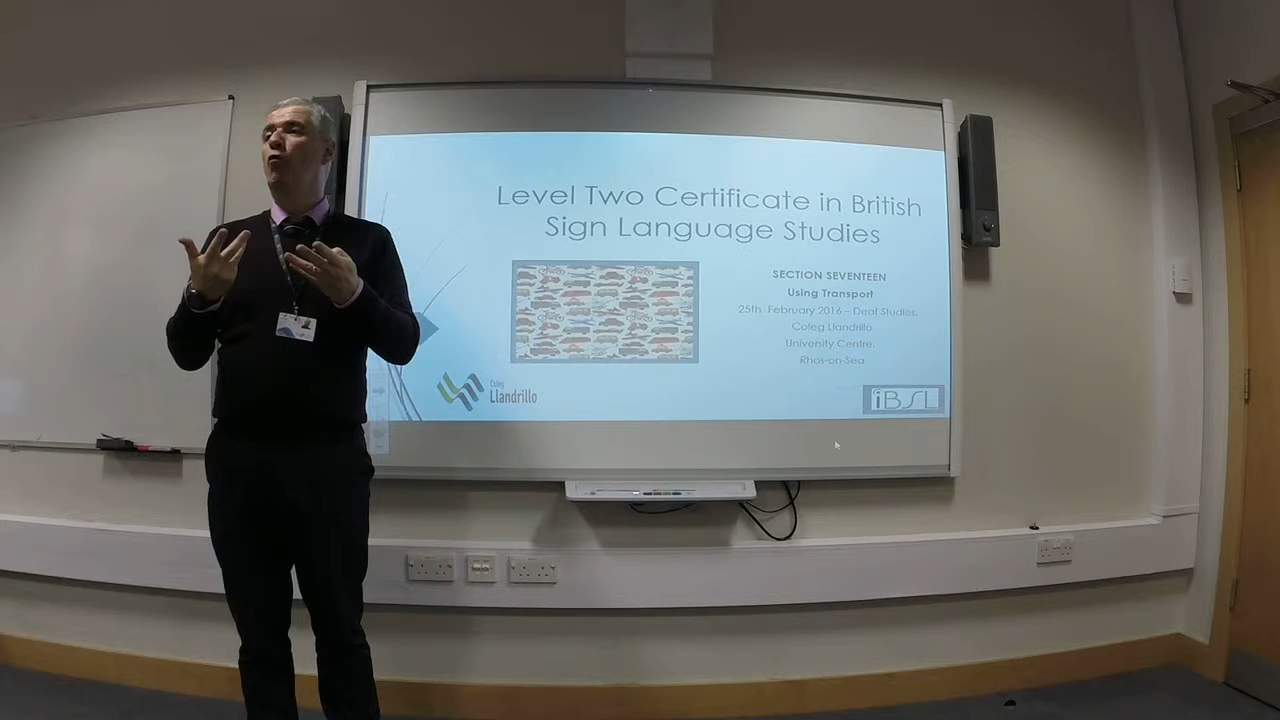 Level Two Certificate in British
Sign Language Studies
SECTION SEVENTEEN
Using Transport
25th February 2016 – Deaf Studies.
Coleg Llandrillo
University Centre,
Rhos-on-Sea
Coleg
Llandrillo
iBSL